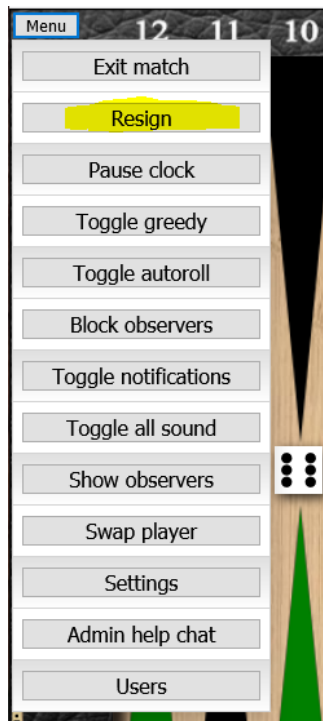 Menu
12 11 10
Exit match
Resign
Pause clock
Toggle greedy
Toggle autoroll
Block observers
Toggle notifications
Toggle all sound
Show observers
Swap player
Settings
Admin help chat
Users